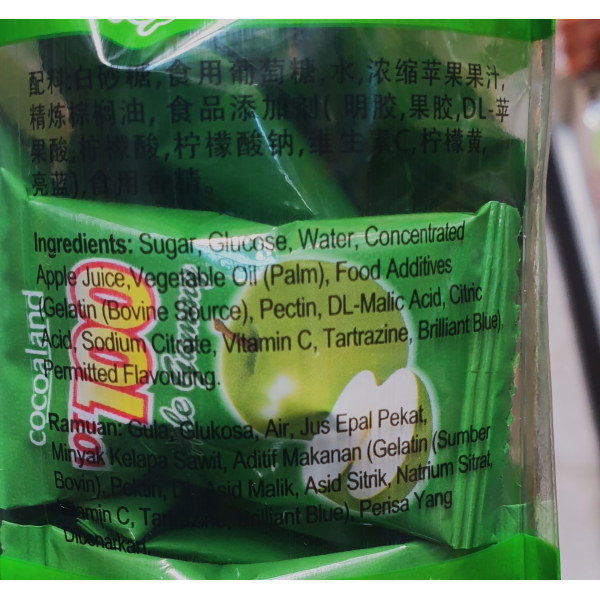 配料:白砂糖,食用葡萄糖,水,浓缩苹果果汁,
精炼棕榈油,食品添加剂(明胶,果胶,DL-苹
果酸,柠檬酸,柠檬酸钠,维生素C,柠檬黄,
亮蓝),食用香精。
Ingredients: Sugar, Glucose, Water, Concentrated
Apple Juice,Vegetable Oil (Palm), Food Additives
(Gelatin (Bovine Source), Pectin, DL-Malic Acid, Citric
Acid, Sodium Citrate, Vitamin C, Tartrazine, Brilliant Blue),
Permitted Flavouring.
Ramuan: Gula, Glukosa, Air, Jus Epal Pekat,
Minyak Kelapa Sawit, Aditif Makanan (Gelatin (Sumber
Bovin), Pektin, DL-Asid Malik, Asid Sitrik, Natrium Sitrat,
Vitamin C, Tartrazine, Brilliant Blue), Perisa Yang
Dibenarkan.
cocoaland
LOT 100